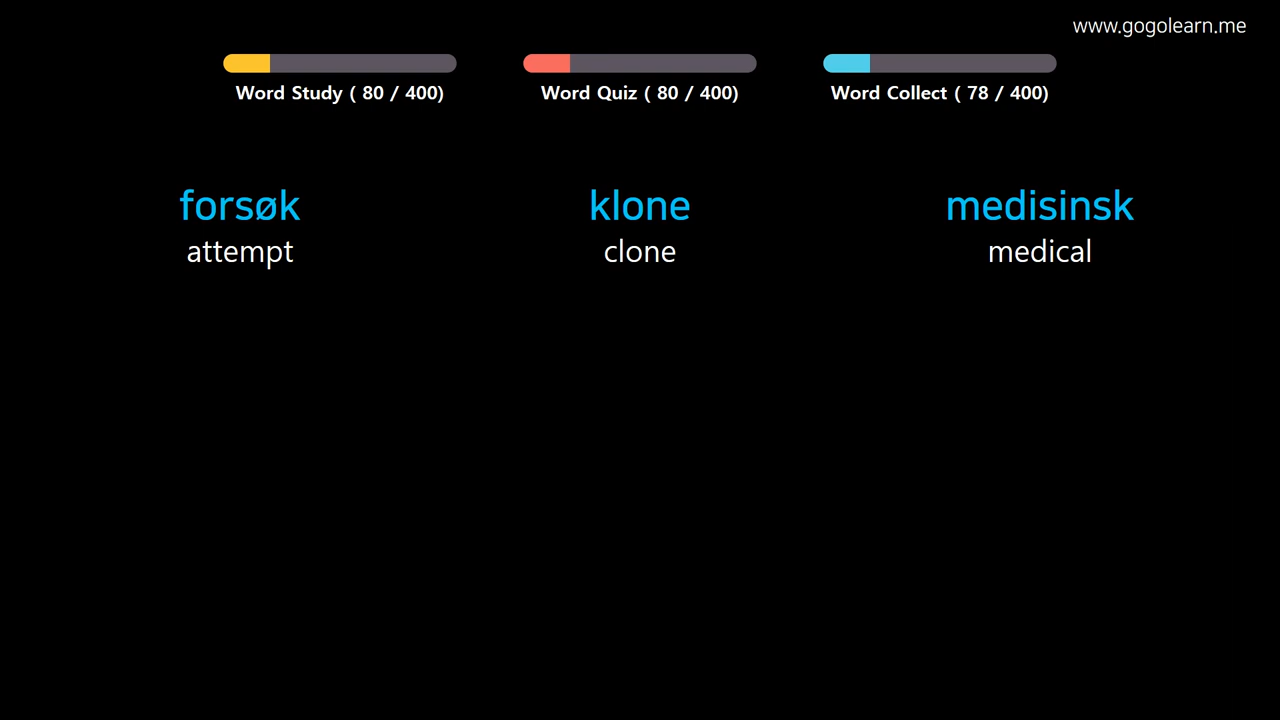 www.gogolearn.me
Word Study ( 80 / 400)
Word Quiz ( 80 / 400)
Word Collect ( 78 / 400)
forsøk
klone
medisinsk
attempt
clone
medical